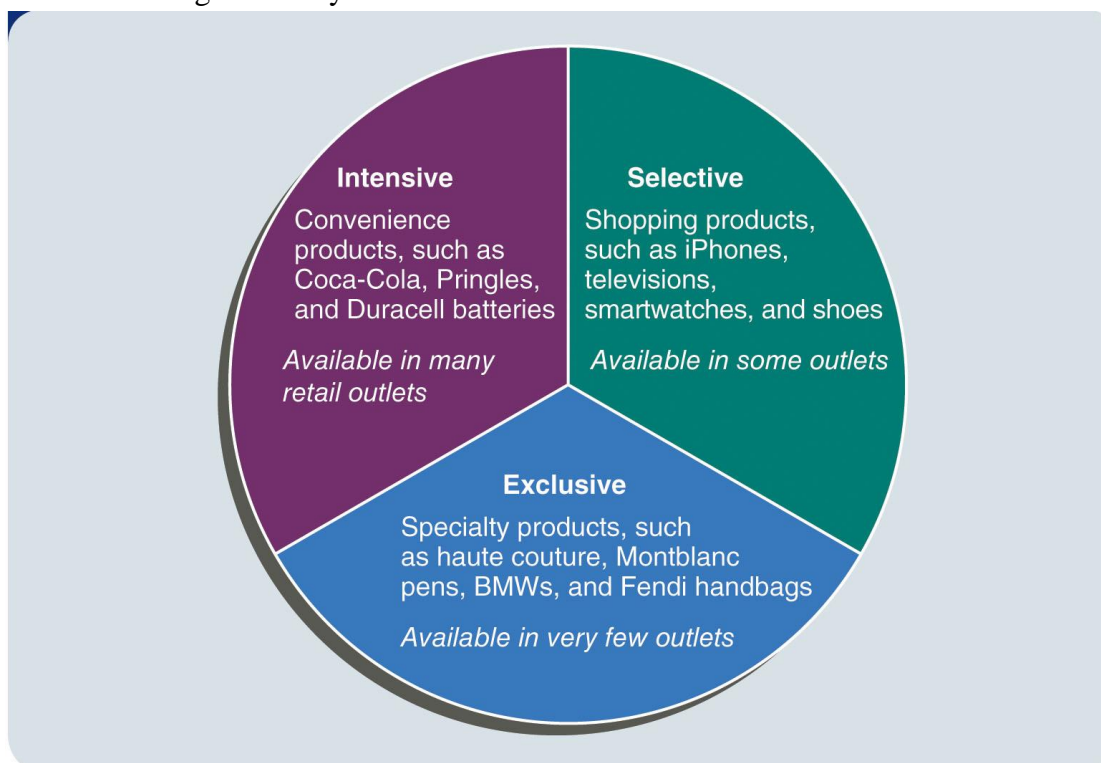 Intensive
Convenience
products, such as
Coca-Cola, Pringles,
and Duracell batteries
Available in many
retail outlets
Selective
Shopping products,
such as iPhones,
televisions,
smartwatches, and shoes
Available in some outlets
Exclusive
Specialty products, such
as haute couture, Montblanc
pens, BMWs, and Fendi handbags
Available in very few outlets